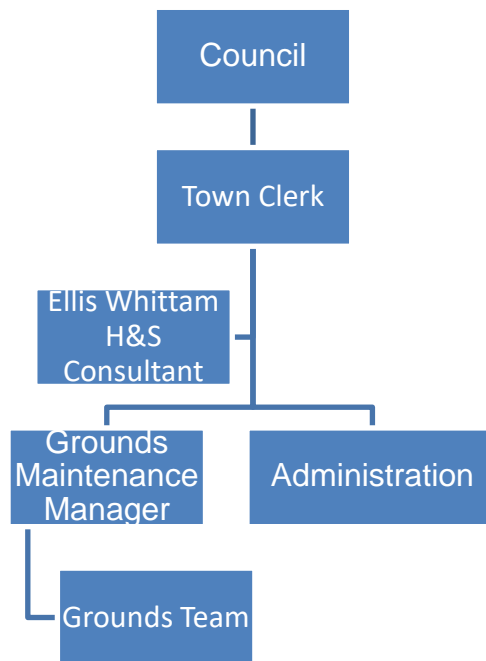 Council
Town Clerk
Ellis Whittam
H&S
Consultant
Grounds
Maintenance
Manager
Administration
Grounds Team